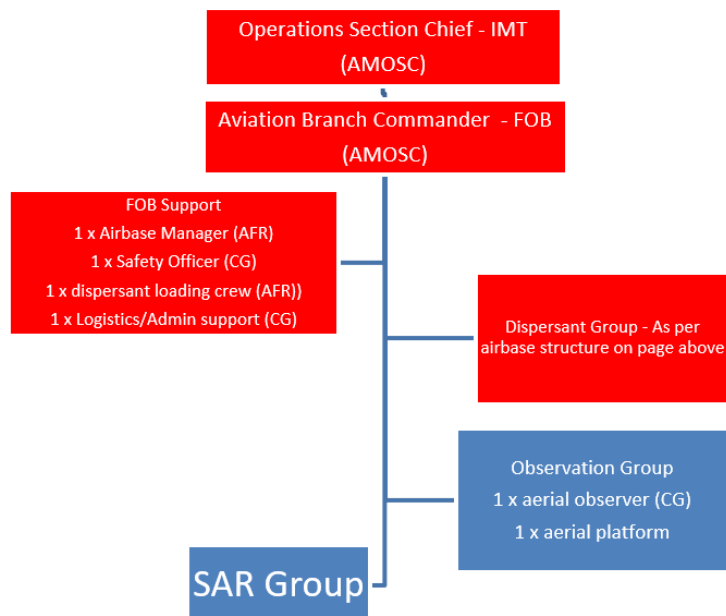 Operations Section Chief - IMT
(AMOSC)
Aviation Branch Commander - FOB
(AMOSC)
FOB Support
1 x Airbase Manager (AFR)
1 x Safety Officer (CG)
1 x dispersant loading crew (AFR))
1 x Logistics/Admin support (CG)
Dispersant Group - As per
airbase structure on page above
Observation Group
1 x aerial observer (CG)
1 x aerial platform
SAR Group